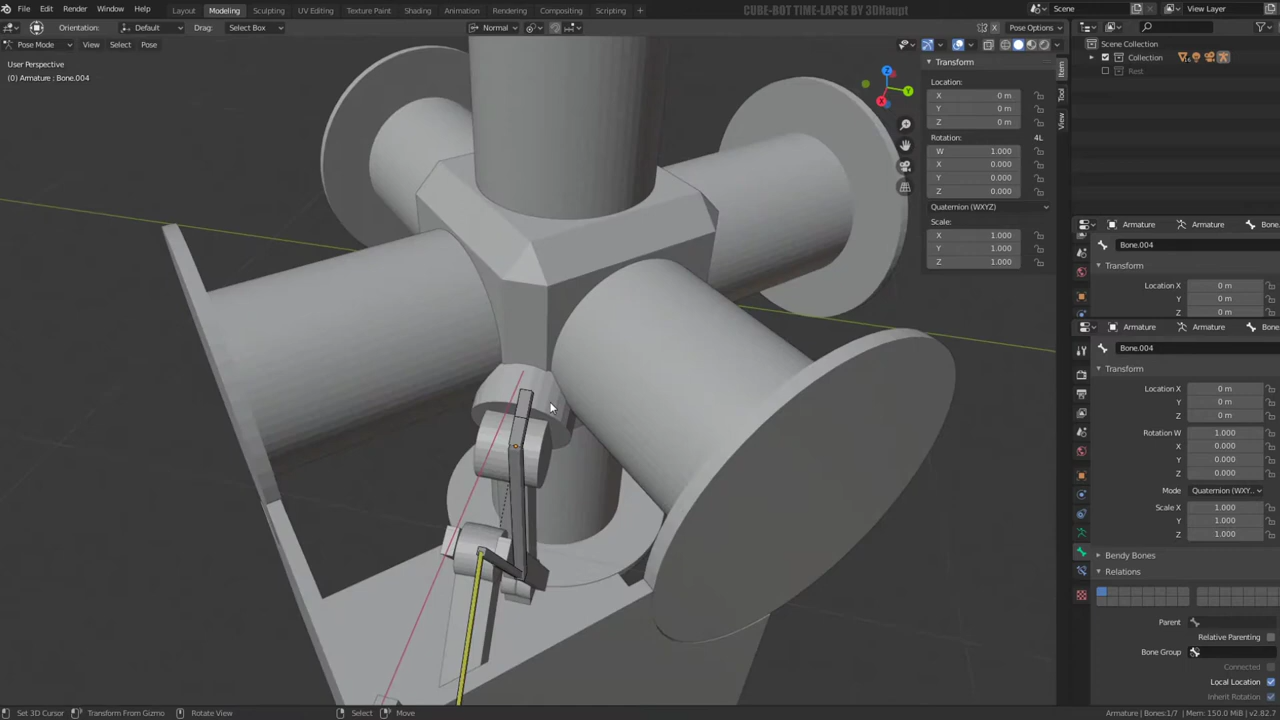 File Edit Render Window Help Layout Modeling Sculpting UV Editing Texture Paint Shading Animation Rendering Compositing Scripting CUBE-BOT TIME-LAPSE BY 3DHaupt Scene View Layer
Orientation: Default Drag: Select Box Normal Pose Options
Pose Mode View Select Pose
User Perspective
(0) Armature : Bone.004
Transform
Location:
X 0 m
Y 0 m
Z 0 m
Rotation: 4L
W 1.000
X 0.000
Y 0.000
Z 0.000
Quaternion (WXYZ)
Scale:
X 1.000
Y 1.000
Z 1.000
Item
Tool
View
Z
Y
X
Scene Collection
Collection
Rest
Armature Armature Bone.
Bone.004
Transform
Location X 0 m
Y 0 m
Z 0 m
Armature Armature Bone.
Bone.004
Transform
Location X 0 m
Y 0 m
Z 0 m
Rotation W 1.000
X 0.000
Y 0.000
Z 0.000
Mode Quaternion (WXY..
Scale X 1.000
Y 1.000
Z 1.000
Bendy Bones
Relations
Parent
Relative Parenting
Bone Group
Connected
Local Location
Inherit Rotation
Set 3D Cursor Transform From Gizmo Rotate View Select Move Armature | Bones:1/7 | Mem: 150.0 MiB | v2.82.7